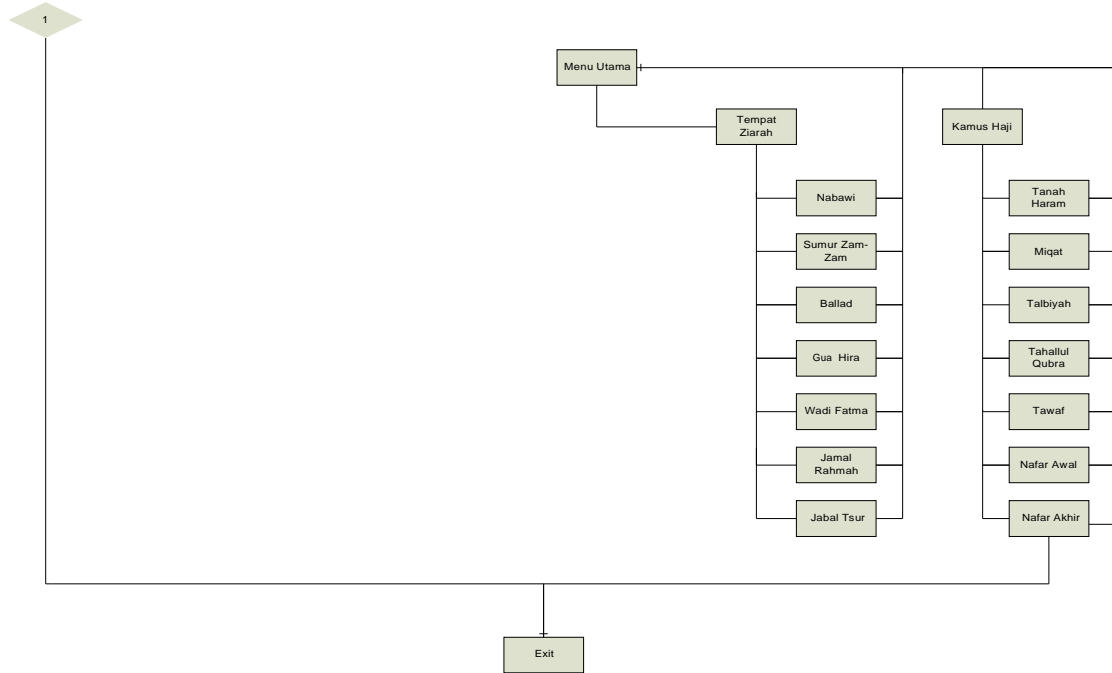 1
Menu Utama
Tempat
Ziarah
Kamus Haji
Nabawi
Sumur Zam-
Zam
Ballad
Gua Hira
Wadi Fatma
Jamal
Rahmah
Jabal Tsur
Tanah
Haram
Miqat
Talbiyah
Tahallul
Qubra
Tawaf
Nafar Awal
Nafar Akhir
Exit